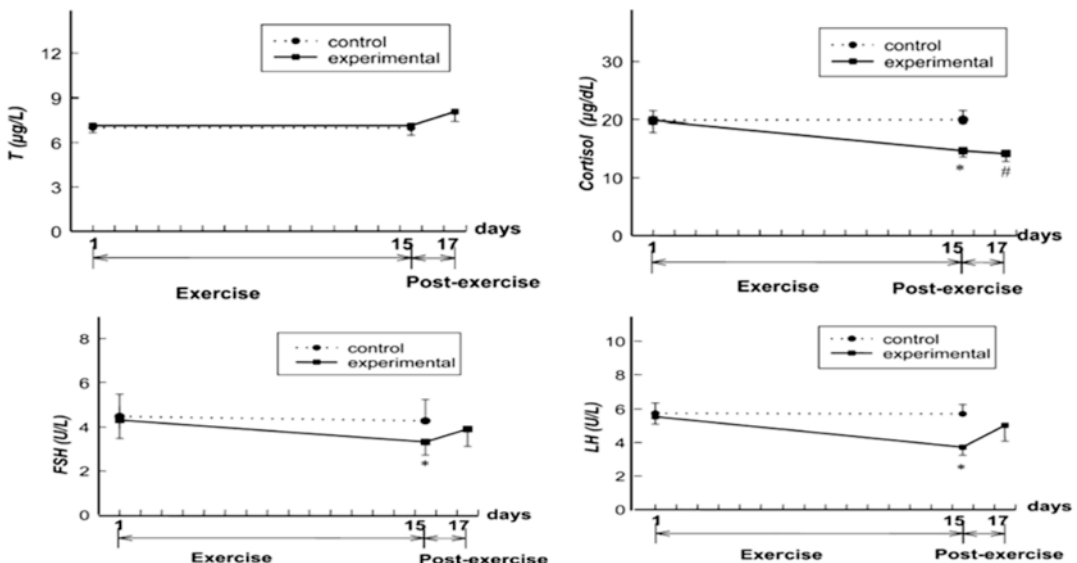 control
experimental
T (µg/L)
12
9
6
3
0
1
15
17
days
Exercise
Post-exercise
control
experimental
Cortisol (µg/dL)
30
20
10
0
*
#
1
15
17
days
Exercise
Post-exercise
control
experimental
FSH (U/L)
8
6
4
2
0
*
1
15
17
days
Exercise
Post-exercise
control
experimental
LH (U/L)
10
8
6
4
2
0
*
1
15
17
days
Exercise
Post-exercise